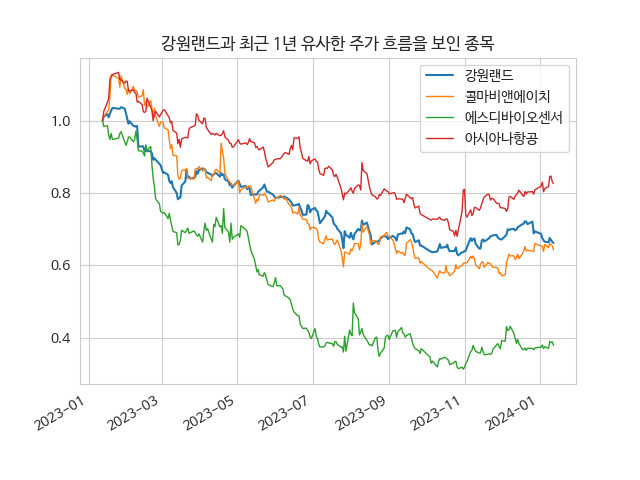 강원랜드과 최근 1년 유사한 주가 흐름을 보인 종목
강원랜드
콜마비앤에이치
에스디바이오센서
아시아나항공
1.0
0.8
0.6
0.4
2023-01
2023-03
2023-05
2023-07
2023-09
2023-11
2024-01